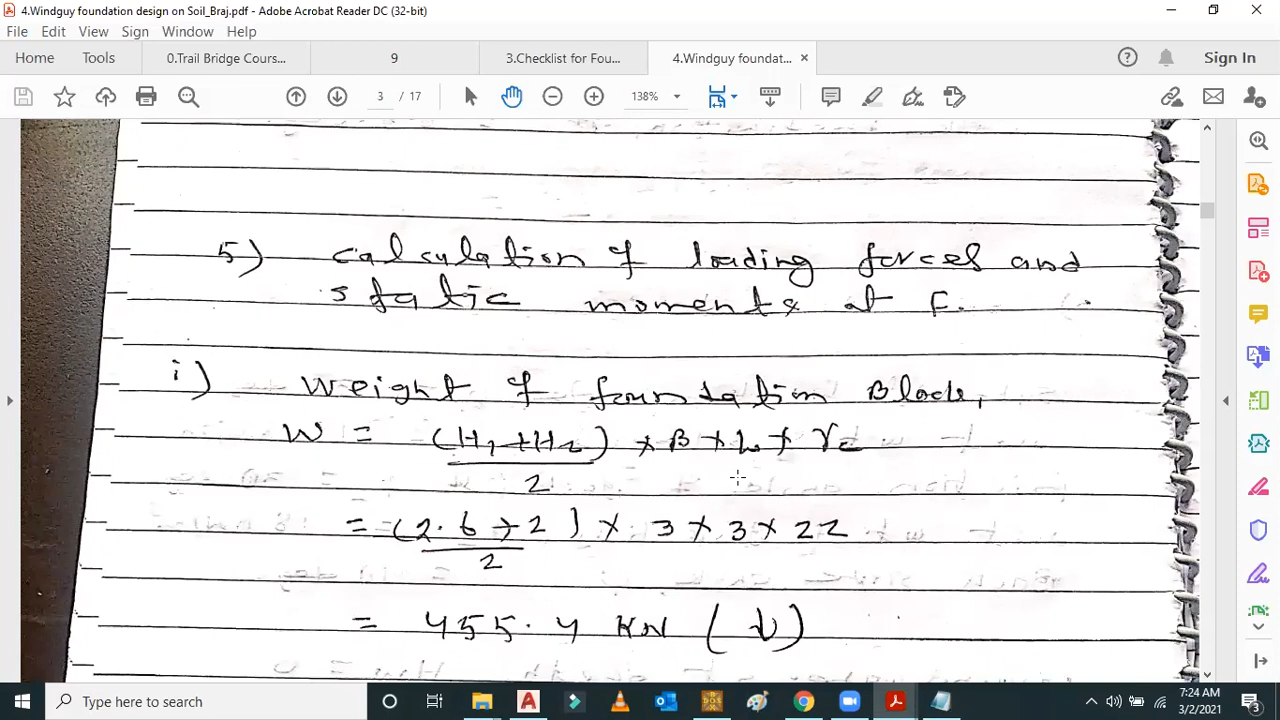 4.Windguy foundation design on Soil_Braj.pdf - Adobe Acrobat Reader DC (32-bit)
File Edit View Sign Window Help
Home Tools 0.Trail Bridge Cours... 9 3.Checklist for Fou... 4.Windguy foundat... × Sign In
3 / 17 138%
5) Calculation of loading forces and
static moments at F.
i) Weight of foundation Block,
W = (H1+H2) × B × L × γc
2
= (2.6+2) × 3 × 3 × 22
2
= 455.4 KN (↓)
Type here to search
7:24 AM
3/2/2021
3